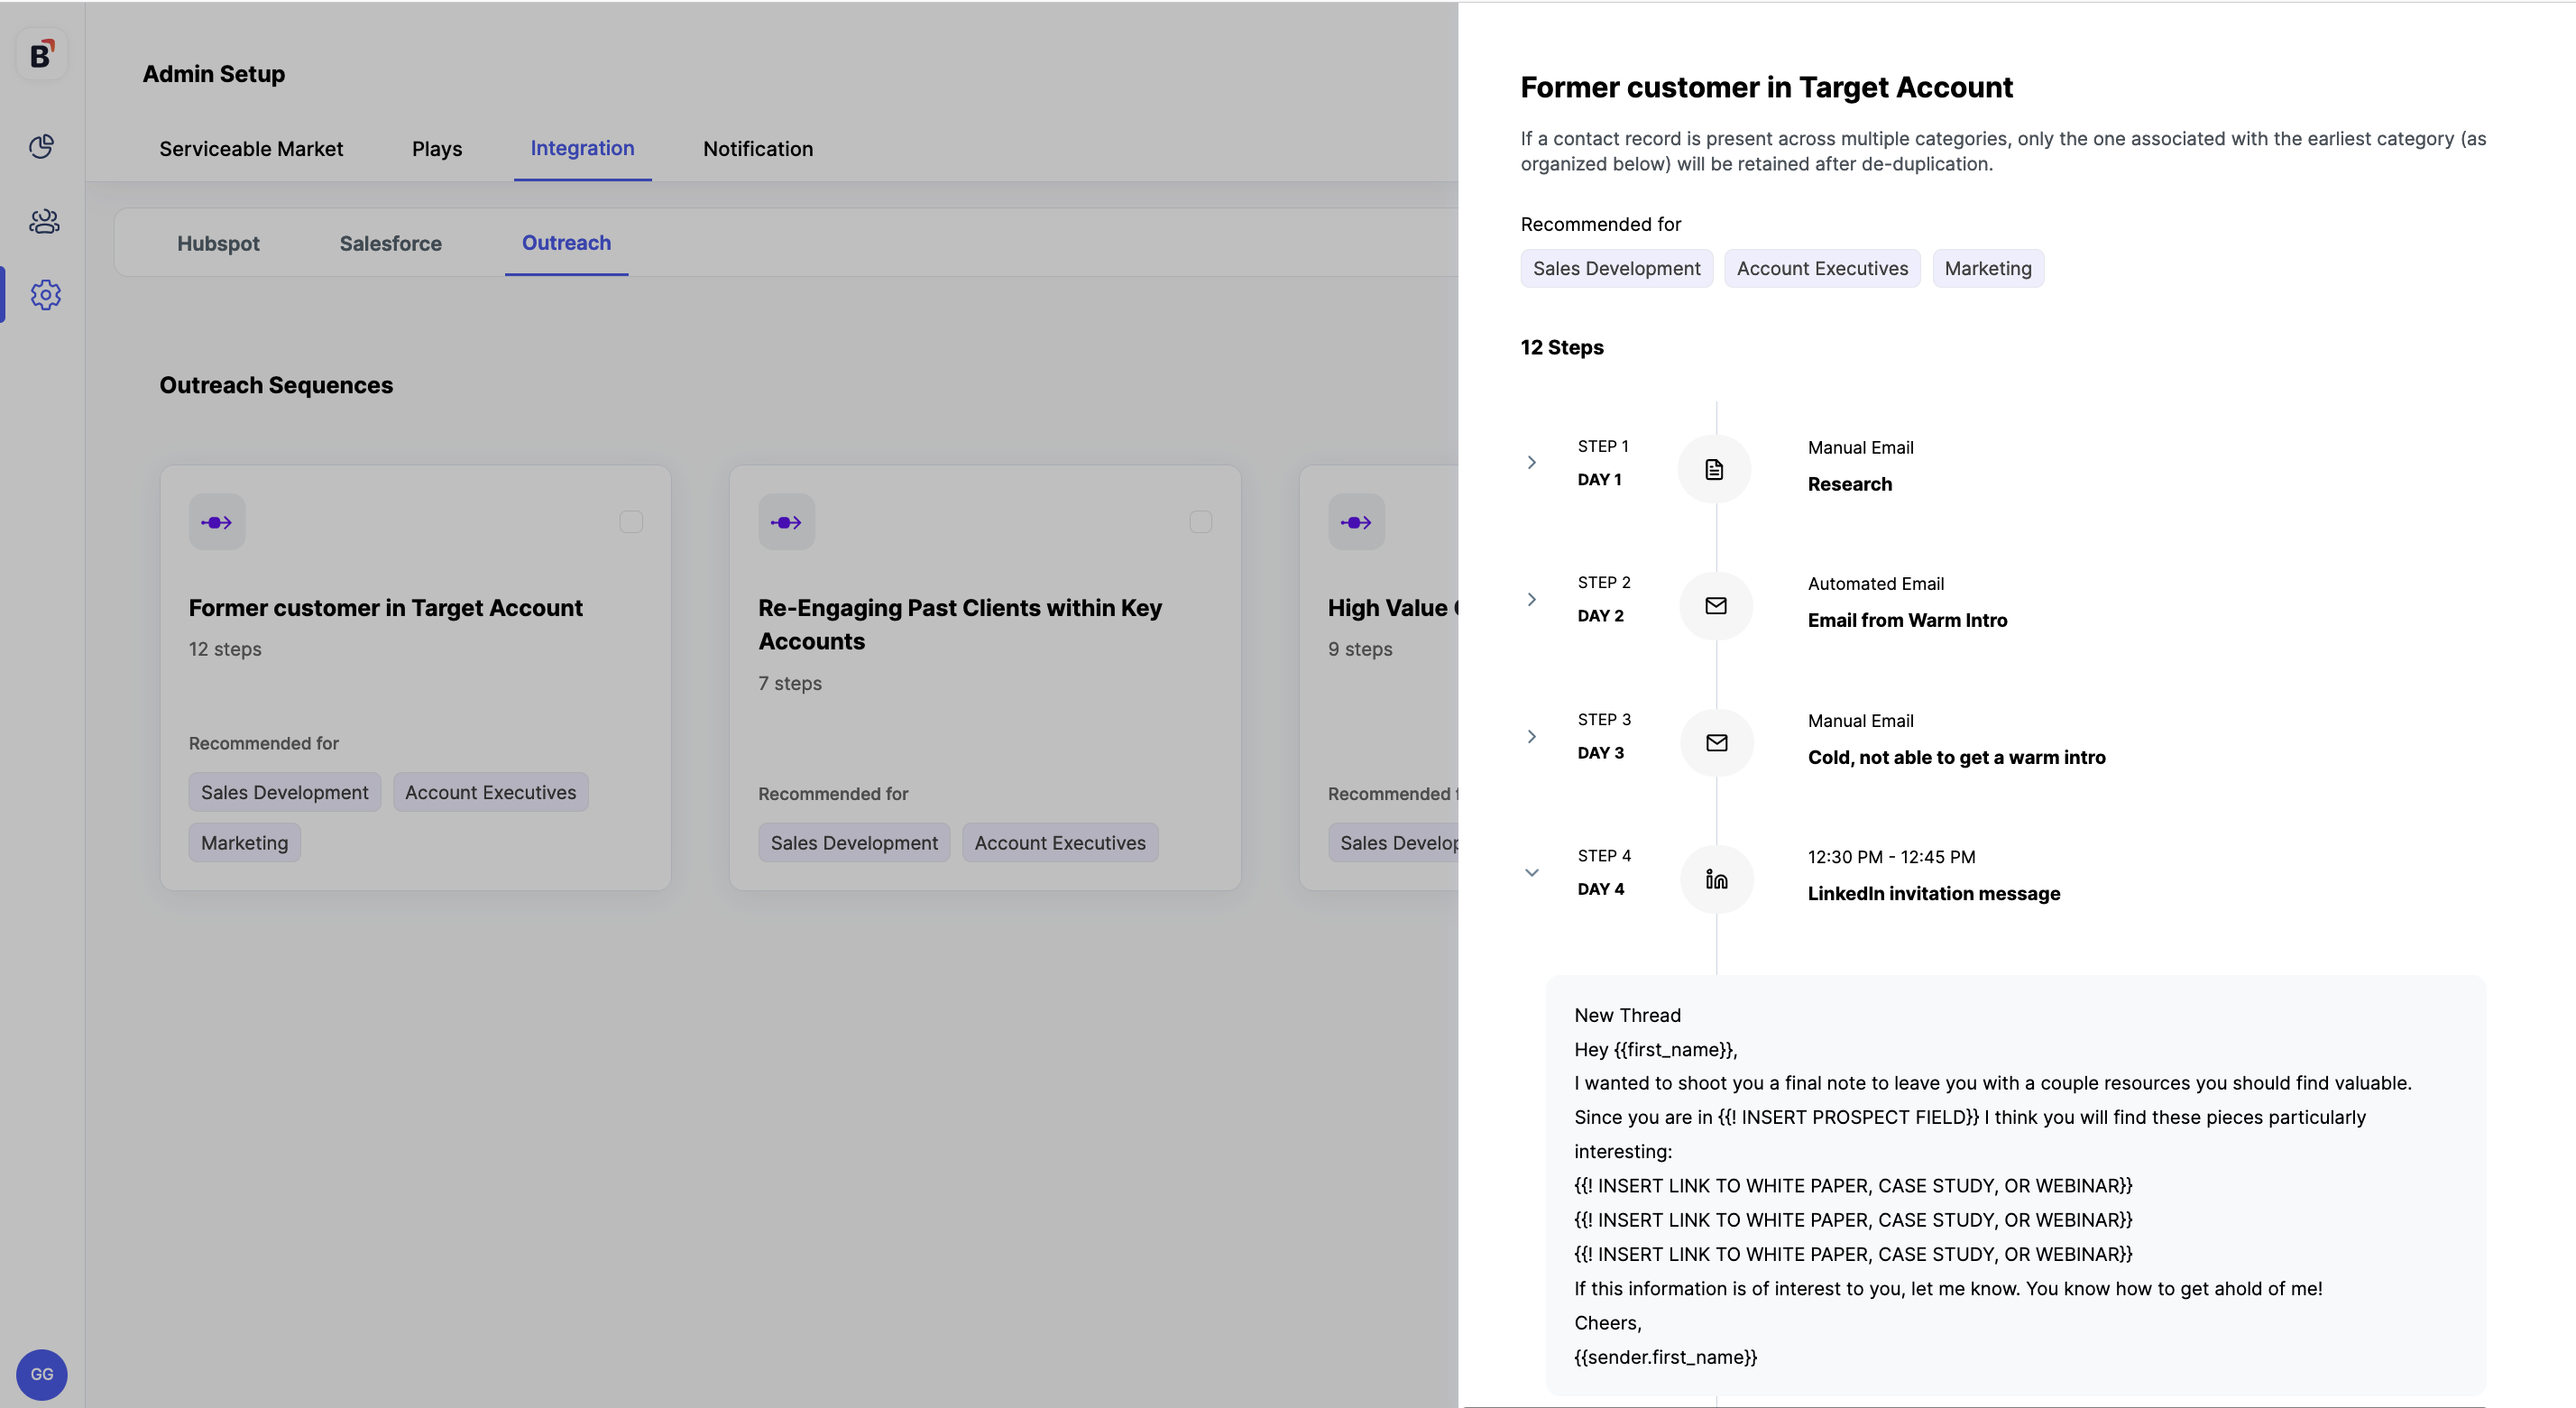 B
Admin Setup
Serviceable Market
Plays
Integration
Notification
Hubspot
Salesforce
Outreach
Outreach Sequences
Former customer in Target Account
12 steps
Recommended for
Sales Development
Account Executives
Marketing
Re-Engaging Past Clients within Key
Accounts
7 steps
Recommended for
Sales Development
Account Executives
High Value
9 steps
Recommended
Sales
GG
Former customer in Target Account
If a contact record is present across multiple categories, only the one associated with the earliest category (as
organized below) will be retained after de-duplication.
Recommended for
Sales Development
Account Executives
Marketing
12 Steps
STEP 1
DAY 1
Manual Email
Research
STEP 2
DAY 2
Automated Email
Email from Warm Intro
STEP 3
DAY 3
Manual Email
Cold, not able to get a warm intro
STEP 4
DAY 4
in
12:30 PM - 12:45 PM
LinkedIn invitation message
New Thread
Hey {{first_name}},
I wanted to shoot you a final note to leave you with a couple resources you should find valuable.
Since you are in {{! INSERT PROSPECT FIELD}} I think you will find these pieces particularly
interesting:
{{! INSERT LINK TO WHITE PAPER, CASE STUDY, OR WEBINAR}}
{{! INSERT LINK TO WHITE PAPER, CASE STUDY, OR WEBINAR}}
{{! INSERT LINK TO WHITE PAPER, CASE STUDY, OR WEBINAR}}
If this information is of interest to you, let me know. You know how to get ahold of me!
Cheers,
{{sender.first_name}}